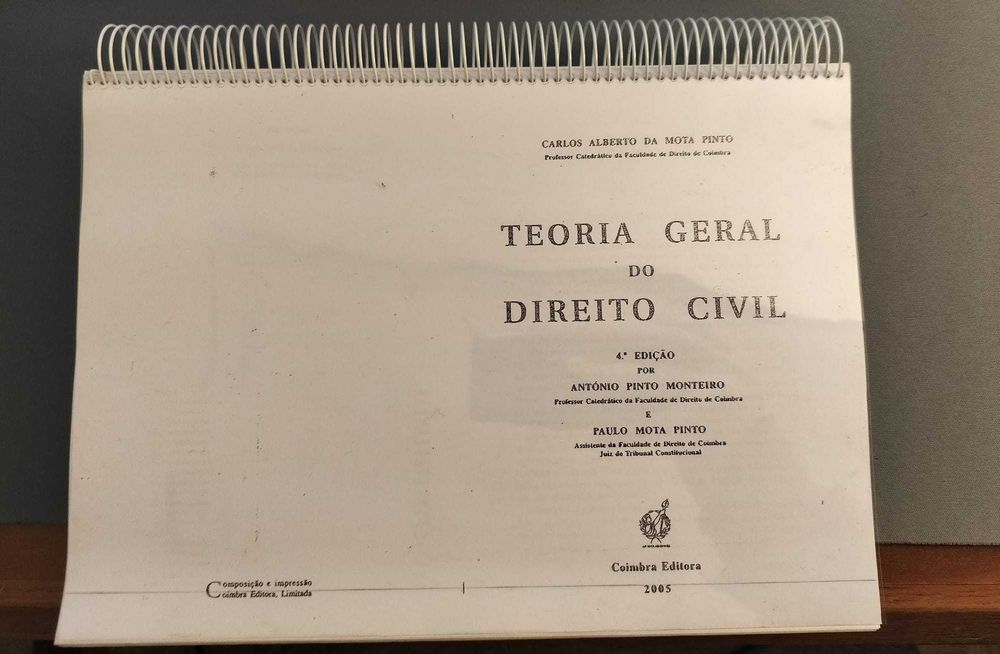 CARLOS ALBERTO DA MOTA PINTO
Professor Catedrático da Faculdade de Direito de Coimbra
TEORIA GERAL
DO
DIREITO CIVIL
4.ª EDIÇÃO
POR
ANTÓNIO PINTO MONTEIRO
Professor Catedrático da Faculdade de Direito de Coimbra
E
PAULO MOTA PINTO
Assistente da Faculdade de Direito de Coimbra
Juiz do Tribunal Constitucional
Coimbra Editora
2005
Composição e impressão
Coimbra Editora, Limitada